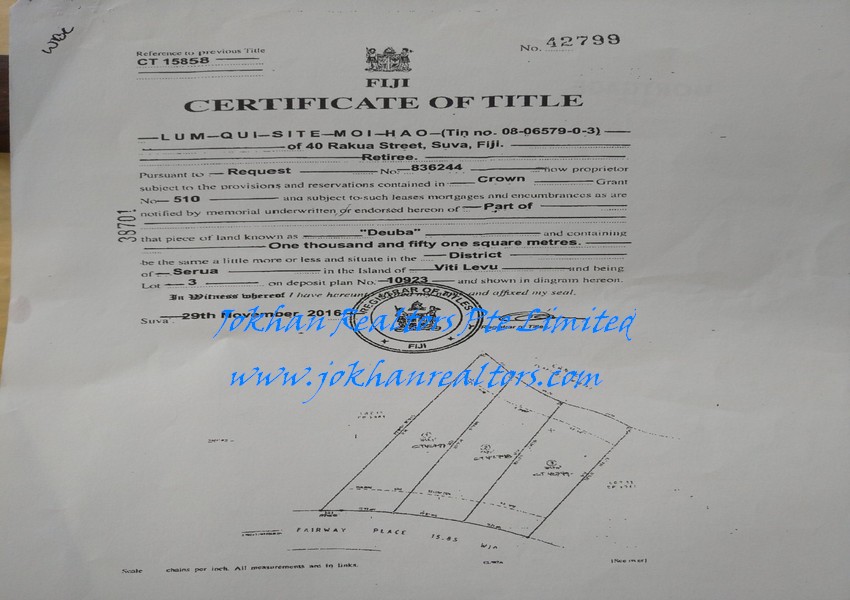 WBC
Reference to previous Title
CT 15858
No. 42799
FIJI
CERTIFICATE OF TITLE
LUM-QUI-SITE-MOI-HAO-(Tin no. 08-06579-0-3)
of 40 Rakua Street, Suva, Fiji.
Retiree.
Pursuant to Request No. 836244 now proprietor
subject to the provisions and reservations contained in Crown Grant
No 510 and subject to such leases mortgages and encumbrances as are
notified by memorial underwritten or endorsed hereon of Part of
38701
that piece of land known as "Deuba" and containing
One thousand and fifty one square metres.
be the same a little more or less and situate in the District
of Serua in the Island of Viti Levu and being
Lot 3 on deposit plan No. 10923 and shown in diagram hereon.
In Witness whereof I have hereunto and affixed my seal.
Suva 29th November, 2016
REGISTRAR OF TITLES
FIJI
Jokhan Realtors Pte Limited
www.jokhanrealtors.com
FAIRWAY PLACE 15.85 WIDE
Scale chains per inch. All measurements are in links.